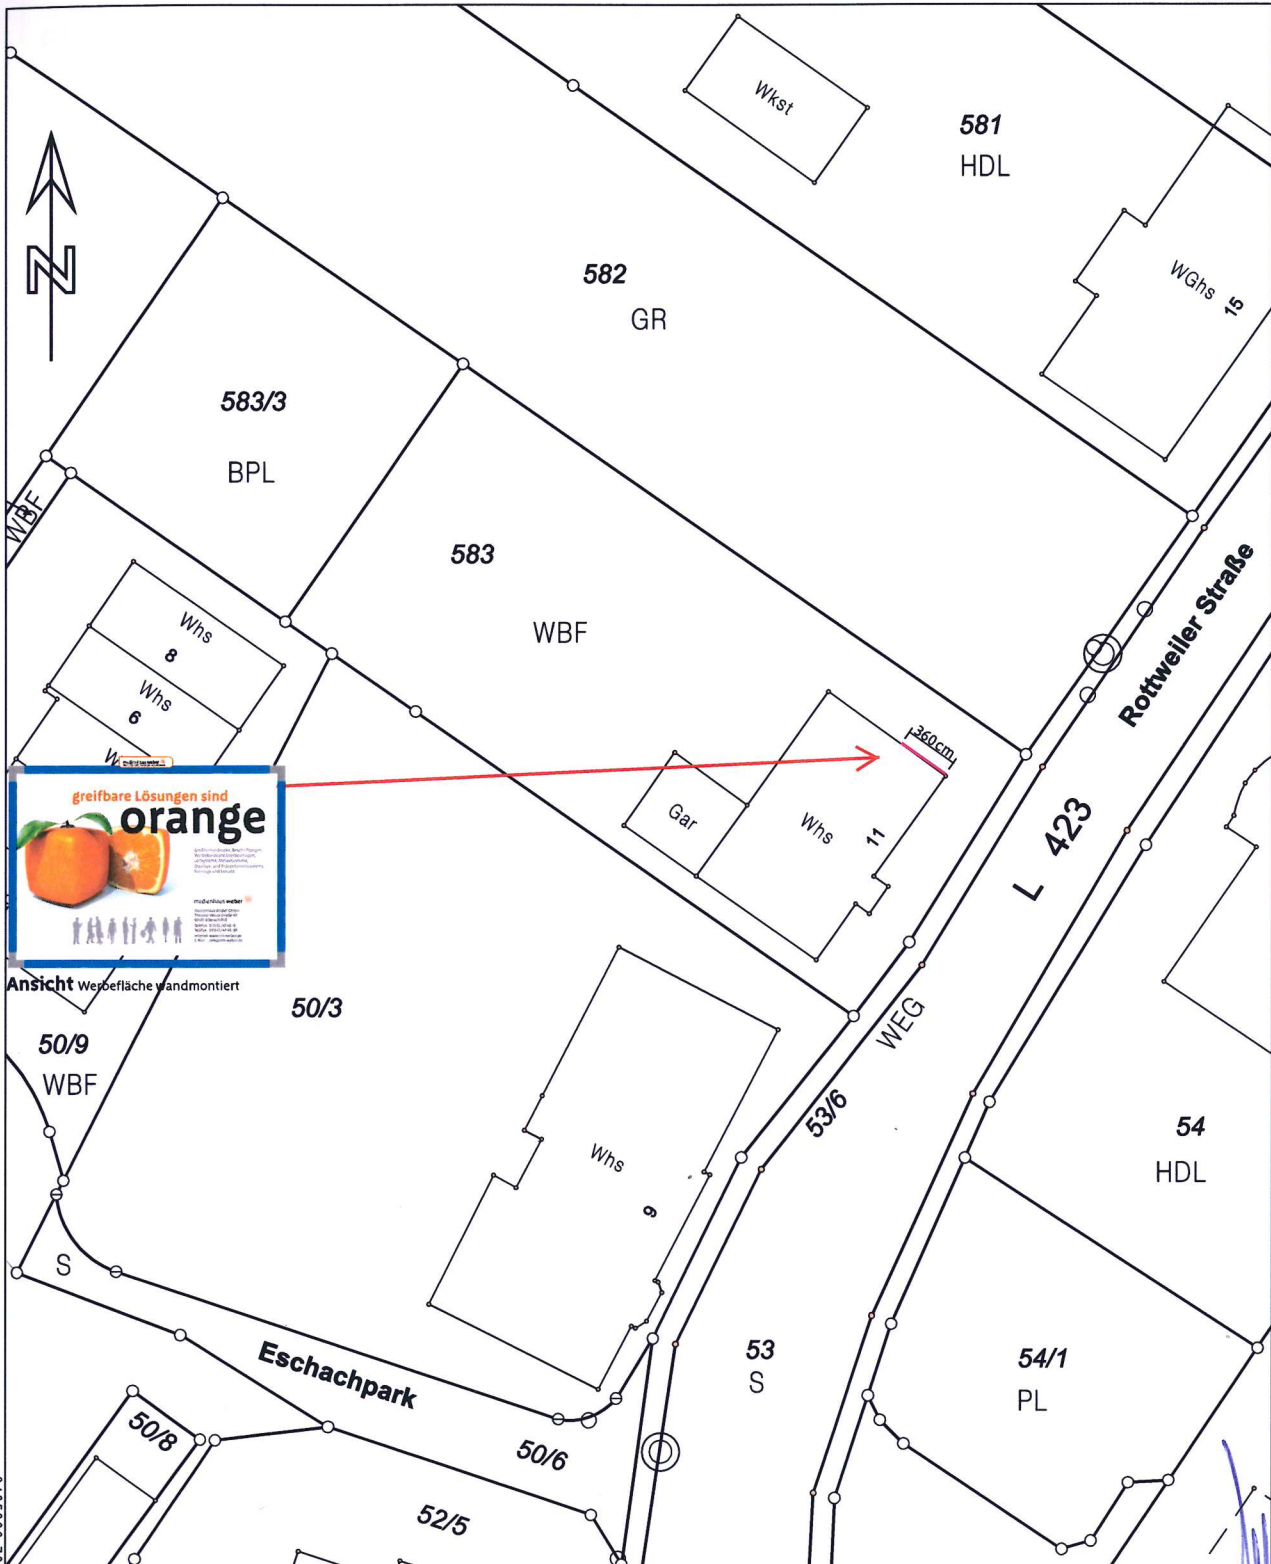 Wkst
581
HDL
WGhs
15
N
582
GR
583/3
BPL
WBF
583
WBF
Rottweiler Straße
Whs
8
Whs
6
360cm
Gar
Whs
11
L 423
greifbare Lösungen sind
orange
medienhaus weber
Ansicht Werbefläche wandmontiert
50/3
50/9
WBF
WEG
53/6
54
HDL
Whs
9
S
Eschachpark
53
S
54/1
PL
50/8
50/6
52/5